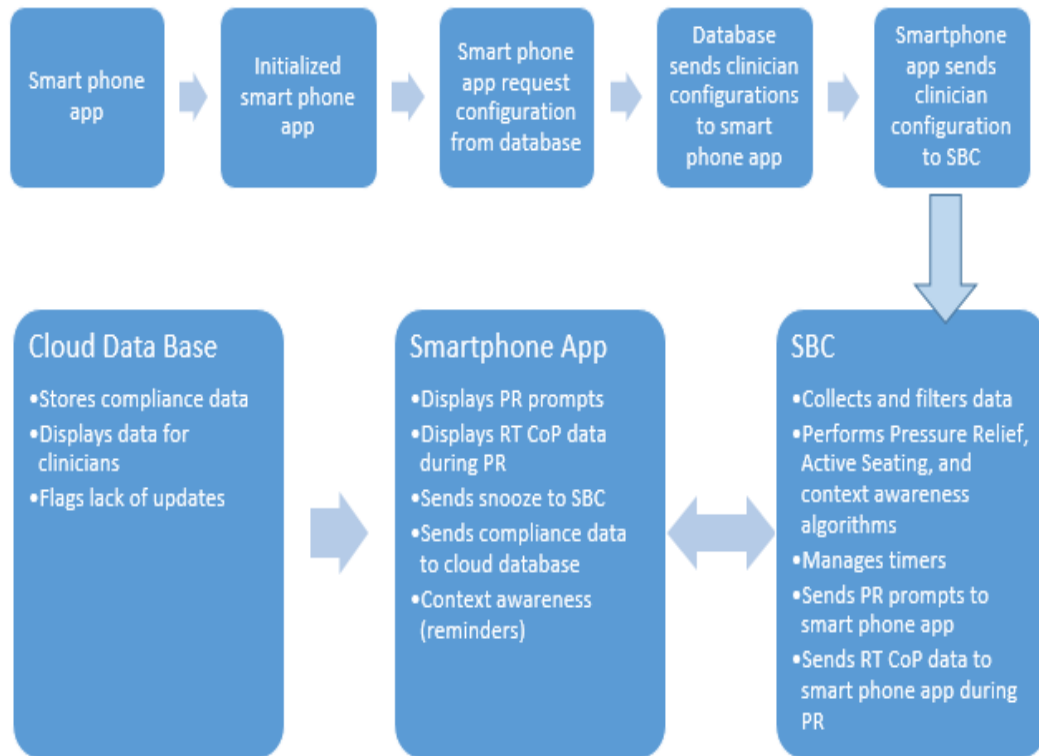 Smart phone
app
Initialized
smart phone
app
Smart phone
app request
configuration
from database
Database
sends clinician
configurations
to smart
phone app
Smartphone
app sends
clinician
configuration
to SBC
Cloud Data Base
•Stores compliance data
•Displays data for
clinicians
•Flags lack of updates
Smartphone App
•Displays PR prompts
•Displays RT CoP data
during PR
•Sends snooze to SBC
•Sends compliance data
to cloud database
•Context awareness
(reminders)
SBC
•Collects and filters data
•Performs Pressure Relief,
Active Seating, and
context awareness
algorithms
•Manages timers
•Sends PR prompts to
smart phone app
•Sends RT CoP data to
smart phone app during
PR